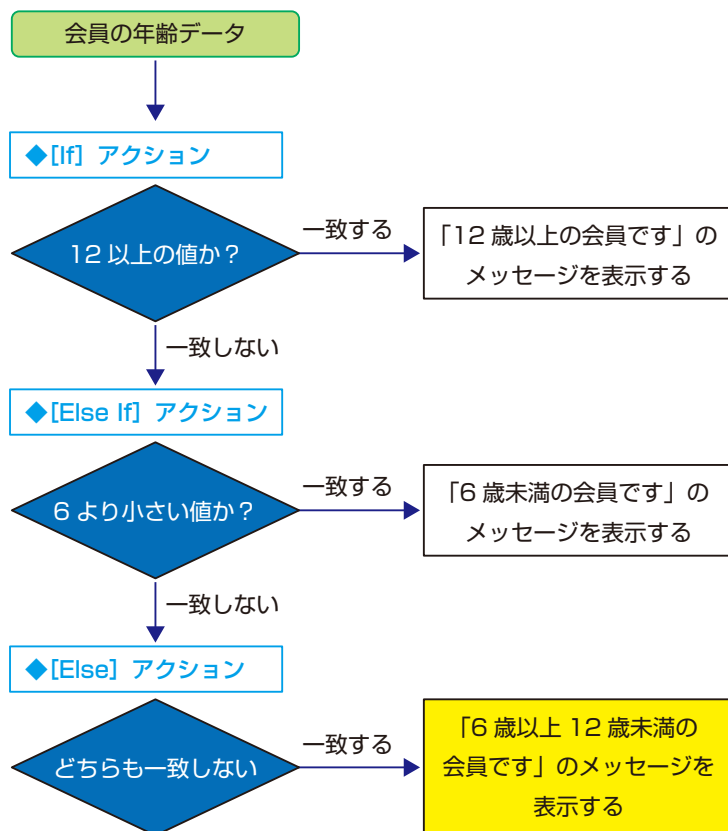 会員の年齢データ
◆[If] アクション
12 以上の値か？
一致する
「12 歳以上の会員です」の
メッセージを表示する
一致しない
◆[Else If] アクション
6 より小さい値か？
一致する
「6 歳未満の会員です」の
メッセージを表示する
一致しない
◆[Else] アクション
どちらも一致しない
一致する
「6 歳以上 12 歳未満の
会員です」のメッセージを
表示する